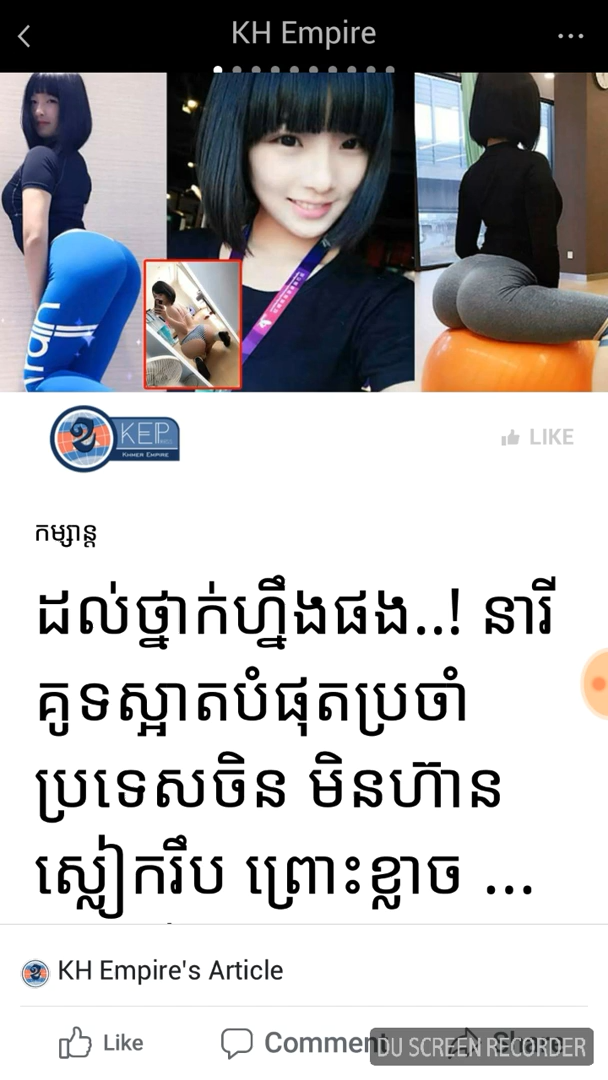 KH Empire
KEP
KHMER EMPIRE
LIKE
កម្សាន្ត
ដល់ថ្នាក់ហ្នឹងផង..! នារី
គូទស្អាតបំផុតប្រចាំ
ប្រទេសចិន មិនហ៊ាន
ស្លៀករឹប ព្រោះខ្លាច ...
KH Empire's Article
Like
Comment
Share
DU SCREEN RECORDER